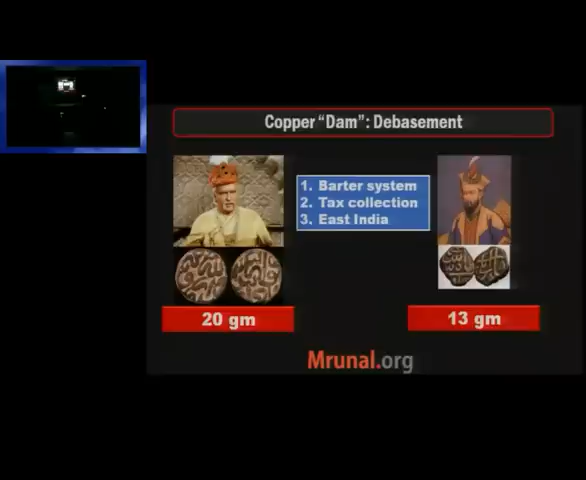 Copper “Dam”: Debasement
1. Barter system
2. Tax collection
3. East India
20 gm
13 gm
Mrunal.org